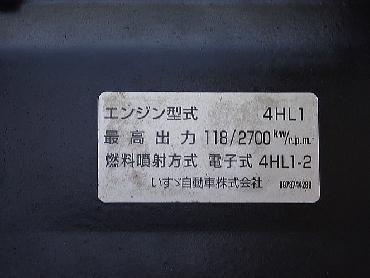 エンジン型式 4HL1
最高出力 118/2700 kw/r.p.m.
燃料噴射方式 電子式 4HL1-2
いすゞ自動車株式会社